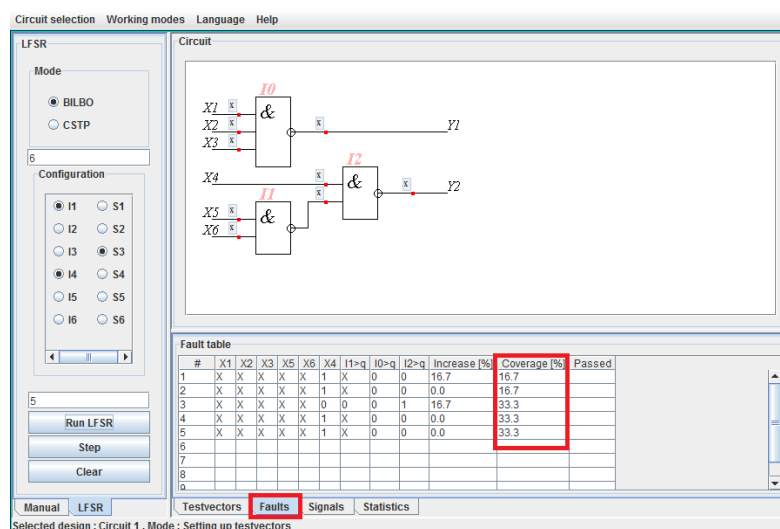 Circuit selection Working modes Language Help
LFSR
Mode
BILBO
CSTP
6
Configuration
I1 S1
I2 S2
I3 S3
I4 S4
I5 S5
I6 S6
5
Run LFSR
Step
Clear
Manual LFSR
Circuit
I0
X1 x
&
X2 x x Y1
X3 x
I2
X4 x
&
x x Y2
I1
X5 x
&
X6 x
Fault table
# X1 X2 X3 X5 X6 X4 I1>q I0>q I2>q Increase [%] Coverage [%] Passed
1 X X X X X 1 X 0 0 16.7 16.7
2 X X X X X 1 X 0 0 0.0 16.7
3 X X X X X 0 0 0 1 16.7 33.3
4 X X X X X 1 X 0 0 0.0 33.3
5 X X X X X 1 X 0 0 0.0 33.3
6
7
8
9
Testvectors Faults Signals Statistics
Selected design : Circuit 1 , Mode : Setting up testvectors